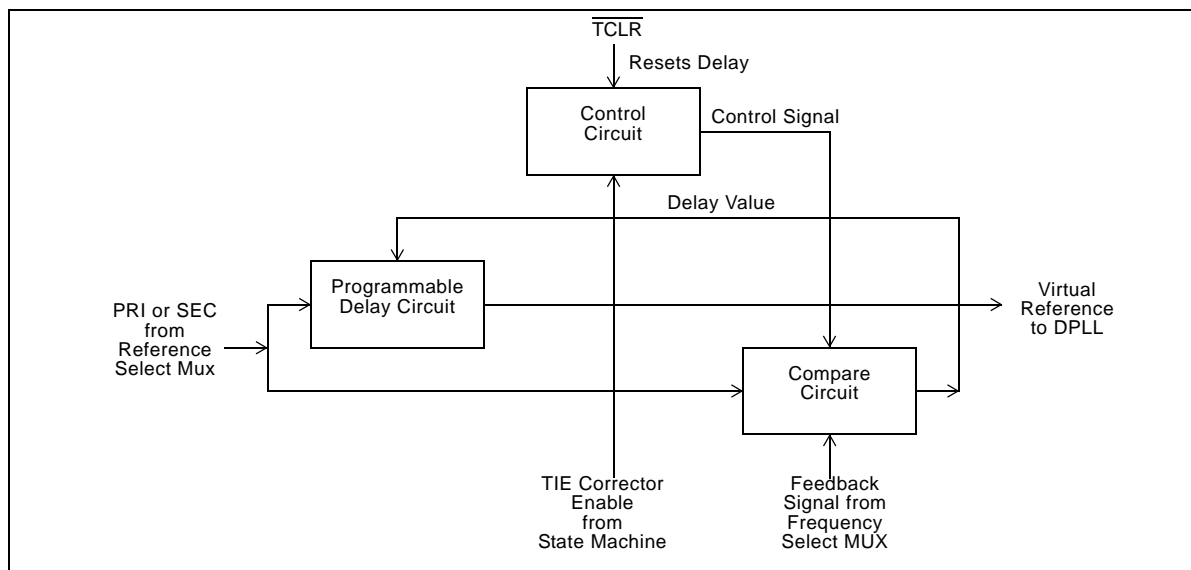 TCLR
Resets Delay
Control
Circuit
Control Signal
Delay Value
Programmable
Delay Circuit
PRI or SEC
from
Reference
Select Mux
Virtual
Reference
to DPLL
Compare
Circuit
TIE Corrector
Enable
from
State Machine
Feedback
Signal from
Frequency
Select MUX